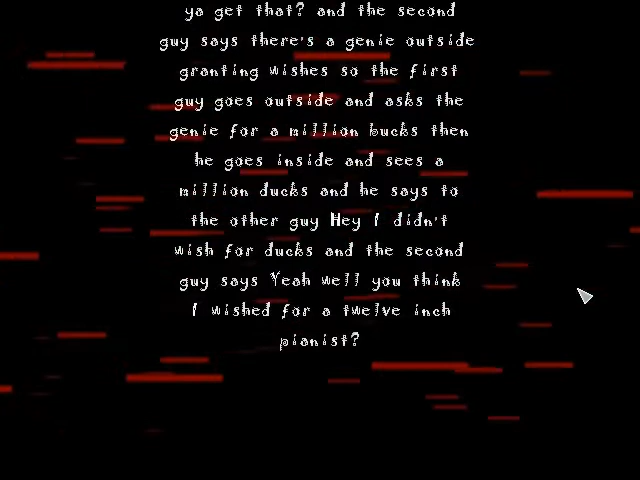 ya get that? and the second
guy says there's a genie outside
granting wishes so the first
guy goes outside and asks the
genie for a million bucks then
he goes inside and sees a
million ducks and he says to
the other guy Hey I didn't
wish for ducks and the second
guy says Yeah well you think
I wished for a twelve inch
pianist?